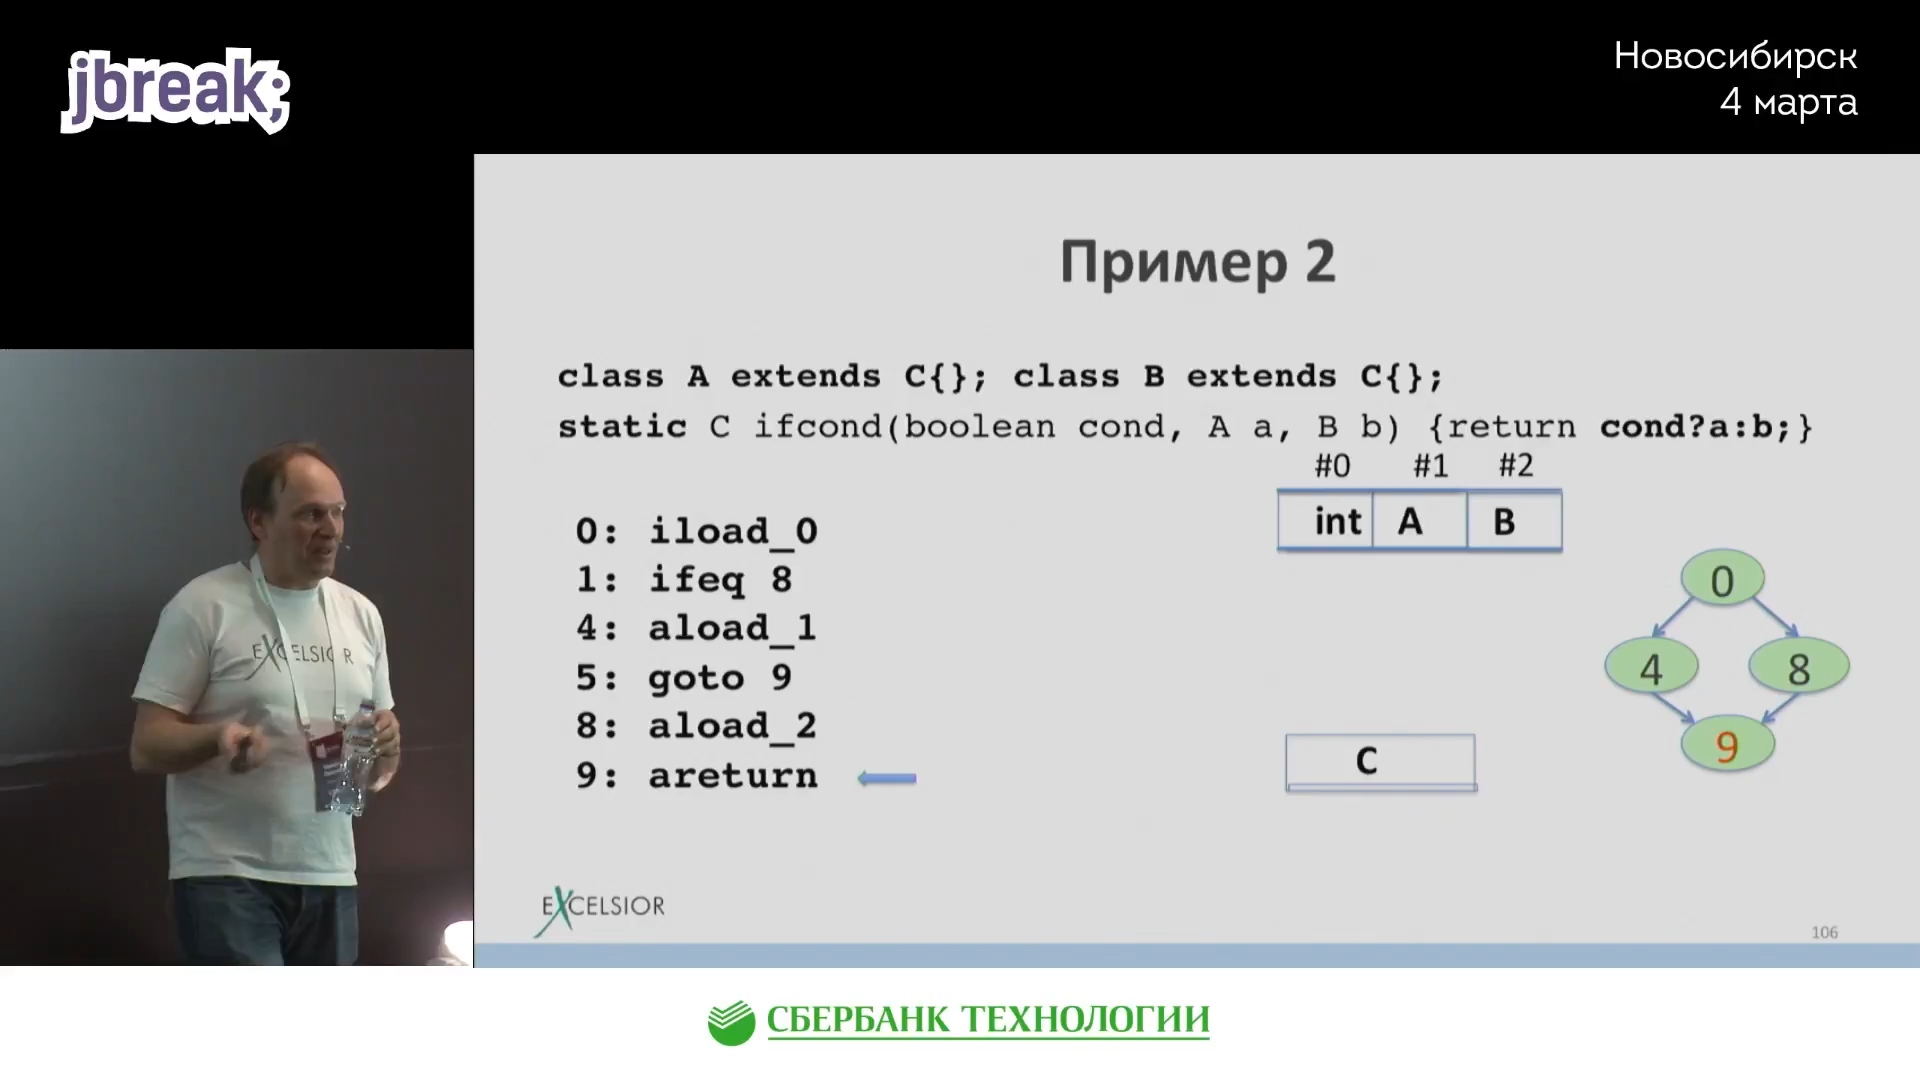 jbreak;
Новосибирск
4 марта
Пример 2
class A extends C{}; class B extends C{};
static C ifcond(boolean cond, A a, B b) {return cond?a:b;}
#0 #1 #2
int A B
0: iload_0
1: ifeq 8
4: aload_1
5: goto 9
8: aload_2
9: areturn
C
0
4 8
9
EXCELSIOR
EXCELSIOR
106
СБЕРБАНК ТЕХНОЛОГИИ